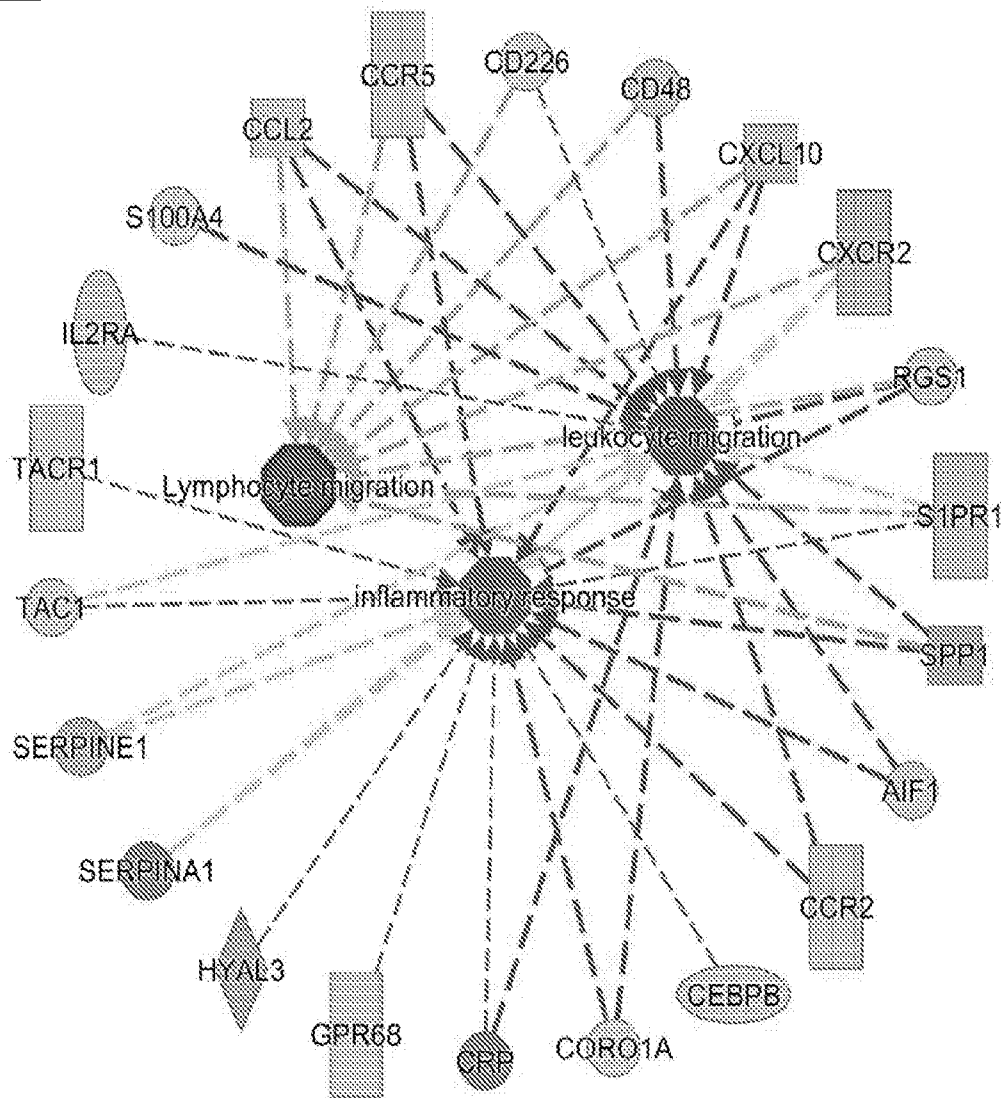 CCR5
CD226
CD48
CCL2
CXCL10
S100A4
CXCR2
IL2RA
RGS1
leukocyte migration
TACR1
Lymphocyte migration
S1PR1
TAC1
inflammatory response
SPP1
SERPINE1
AIF1
SERPINA1
CCR2
HYAL3
CEBPB
GPR68
CRP
CORO1A